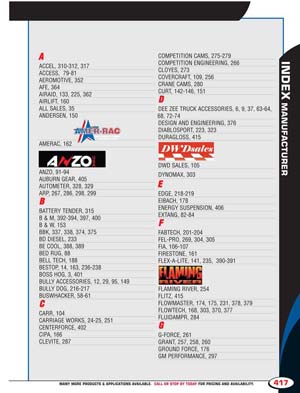 A
ACCEL, 310-312, 317
ACCESS, 79-81
AEROMOTIVE, 352
AFE, 364
AIRAID, 133, 225, 362
AIRLIFT, 160
ALL SALES, 35
ANDERSEN, 150
AMER-RAC
AMERAC, 162
ANZO
ANZO, 91-94
AUBURN GEAR, 405
AUTOMETER, 328, 329
ARP, 267, 286, 298, 299
B
BATTERY TENDER, 315
B & M, 392-394, 397, 400
B & W, 153
BBK, 337, 338, 374, 375
BD DIESEL, 233
BE COOL, 388, 389
BED RUG, 88
BELL TECH, 188
BESTOP, 14, 163, 236-238
BOSS HOG, 3, 401
BULLY ACCESSORIES, 12, 29, 95, 149
BULLY DOG, 216-217
BUSHWACKER, 58-61
C
CARR, 104
CARRIAGE WORKS, 24-25, 251
CENTERFORCE, 402
CIPA, 166
CLEVITE, 287
COMPETITION CAMS, 275-279
COMPETITION ENGINEERING, 266
CLOYES, 273
COVERCRAFT, 109, 256
CRANE CAMS, 280
CURT, 142-146, 151
D
DEE ZEE TRUCK ACCESSORIES, 6, 9, 37, 63-64,
68, 72-74
DESIGN AND ENGINEERING, 376
DIABLOSPORT, 223, 323
DURAGLOSS, 415
DWDsales
DWD SALES, 105
DYNOMAX, 303
E
EDGE, 218-219
EIBACH, 178
ENERGY SUSPENSION, 406
EXTANG, 82-84
F
FABTECH, 201-204
FEL-PRO, 269, 304, 305
FIA, 106-107
FIRESTONE, 161
FLEX-A-LITE, 141, 235, 390-391
FLAMING RIVER
FLAMING RIVER, 254
FLITZ, 415
FLOWMASTER, 174, 175, 231, 378, 379
FLOWTECH, 168, 303, 370, 377
FLUIDAMPR, 284
G
G-FORCE, 261
GRANT, 257, 258, 260
GROUND FORCE, 176
GM PERFORMANCE, 297
INDEX MANUFACTURER
MANY MORE PRODUCTS & APPLICATIONS AVAILABLE. CALL OR STOP BY TODAY FOR PRICING AND AVAILABILITY.
417